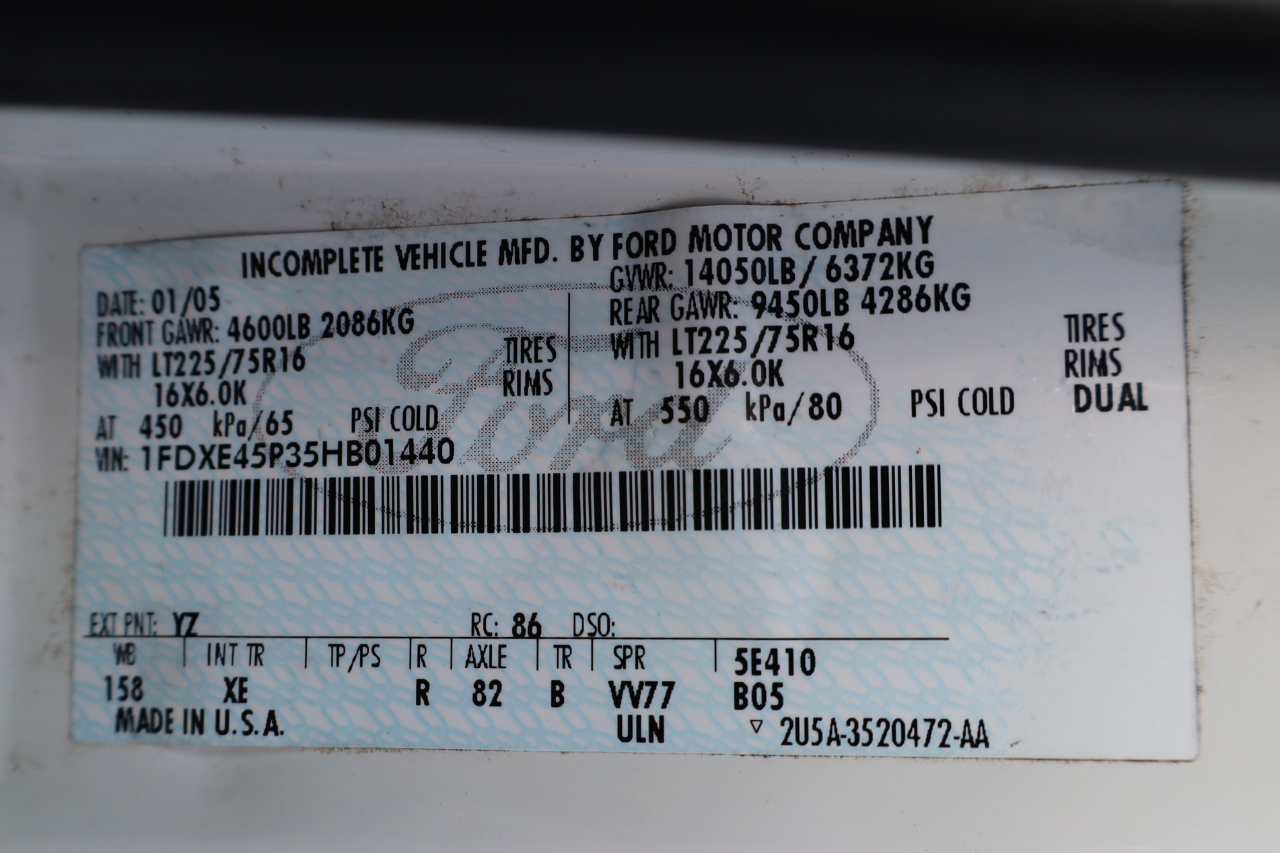 INCOMPLETE VEHICLE MFD. BY FORD MOTOR COMPANY
DATE: 01/05 GVWR: 14050LB/ 6372KG
FRONT GAWR: 4600LB 2086KG REAR GAWR: 9450LB 4286KG
WITH LT225/75R16 TIRES WITH LT225/75R16 TIRES
16X6.0K RIMS 16X6.0K RIMS
AT 450 kPa/65 PSI COLD AT 550 kPa/80 PSI COLD DUAL
VIN: 1FDXE45P35HB01440
Ford
EXT PNT: YZ RC: 86 DSO:
WB INT TR TP/PS R AXLE TR SPR 5E410
158 XE R 82 B VV77 B05
MADE IN U.S.A. ULN ▽ 2U5A-3520472-AA